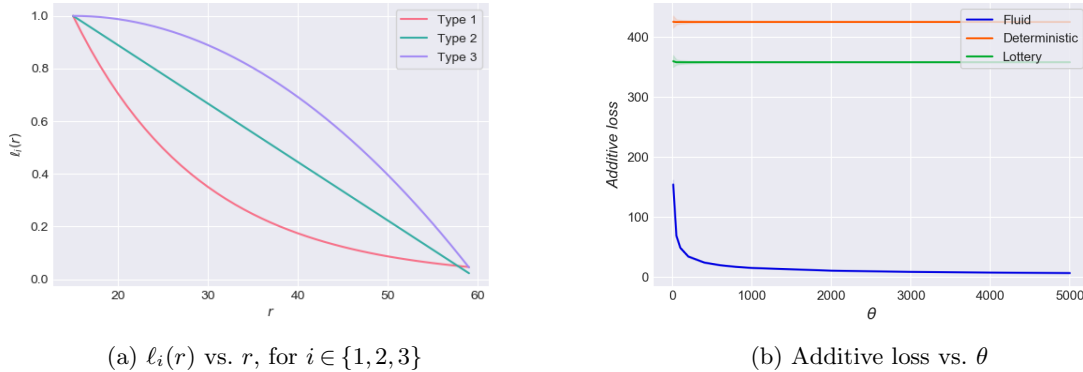 1.0
0.8
0.6
0.4
0.2
0.0
ℓᵢ(r)
20
30
40
50
60
r
Type 1
Type 2
Type 3
(a) ℓᵢ(r) vs. r, for i ∈ {1, 2, 3}
400
300
200
100
0
Additive loss
0
1000
2000
3000
4000
5000
θ
Fluid
Deterministic
Lottery
(b) Additive loss vs. θ